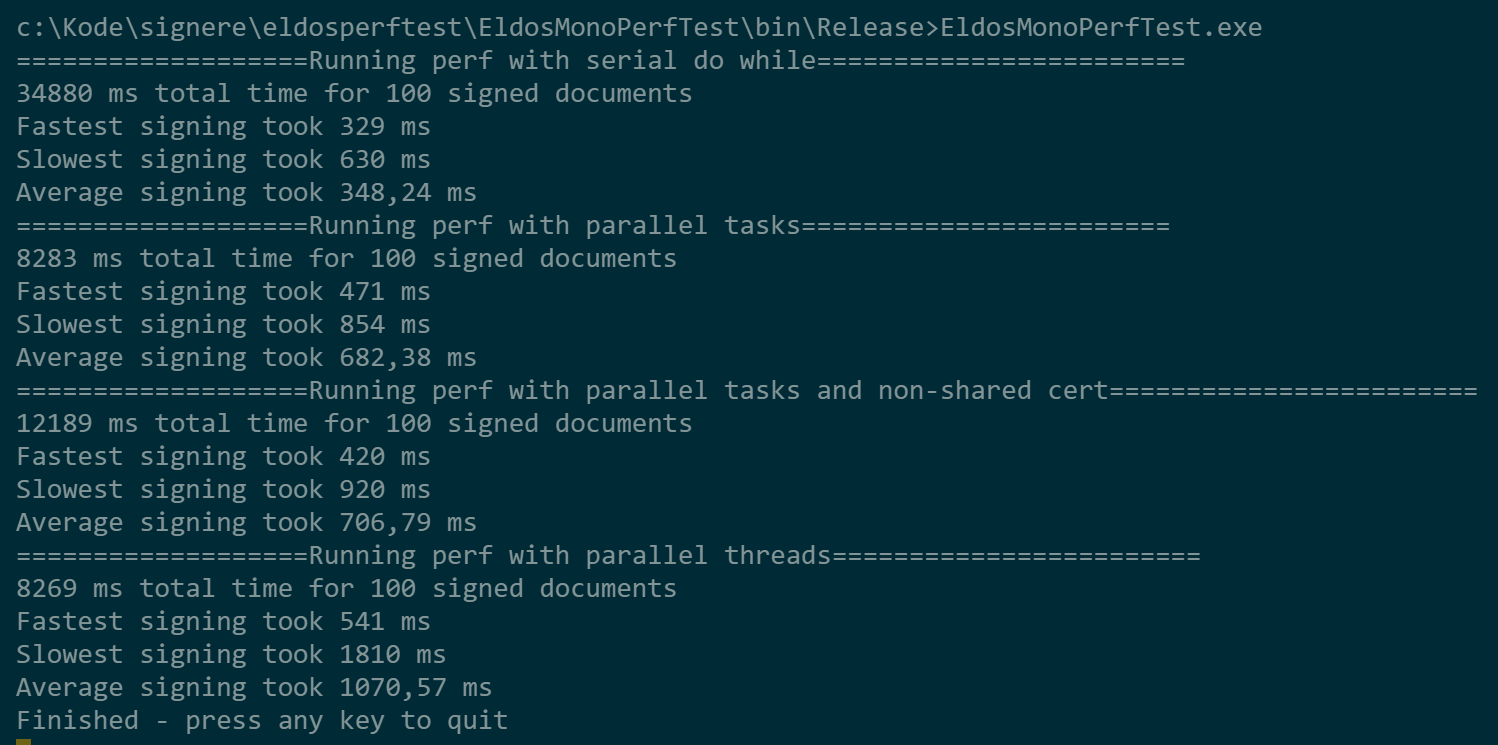 c:\Kode\signere\eldosperftest\EldosMonoPerfTest\bin\Release>EldosMonoPerfTest.exe
===================Running perf with serial do while========================
34880 ms total time for 100 signed documents
Fastest signing took 329 ms
Slowest signing took 630 ms
Average signing took 348,24 ms
===================Running perf with parallel tasks========================
8283 ms total time for 100 signed documents
Fastest signing took 471 ms
Slowest signing took 854 ms
Average signing took 682,38 ms
===================Running perf with parallel tasks and non-shared cert========================
12189 ms total time for 100 signed documents
Fastest signing took 420 ms
Slowest signing took 920 ms
Average signing took 706,79 ms
===================Running perf with parallel threads========================
8269 ms total time for 100 signed documents
Fastest signing took 541 ms
Slowest signing took 1810 ms
Average signing took 1070,57 ms
Finished - press any key to quit